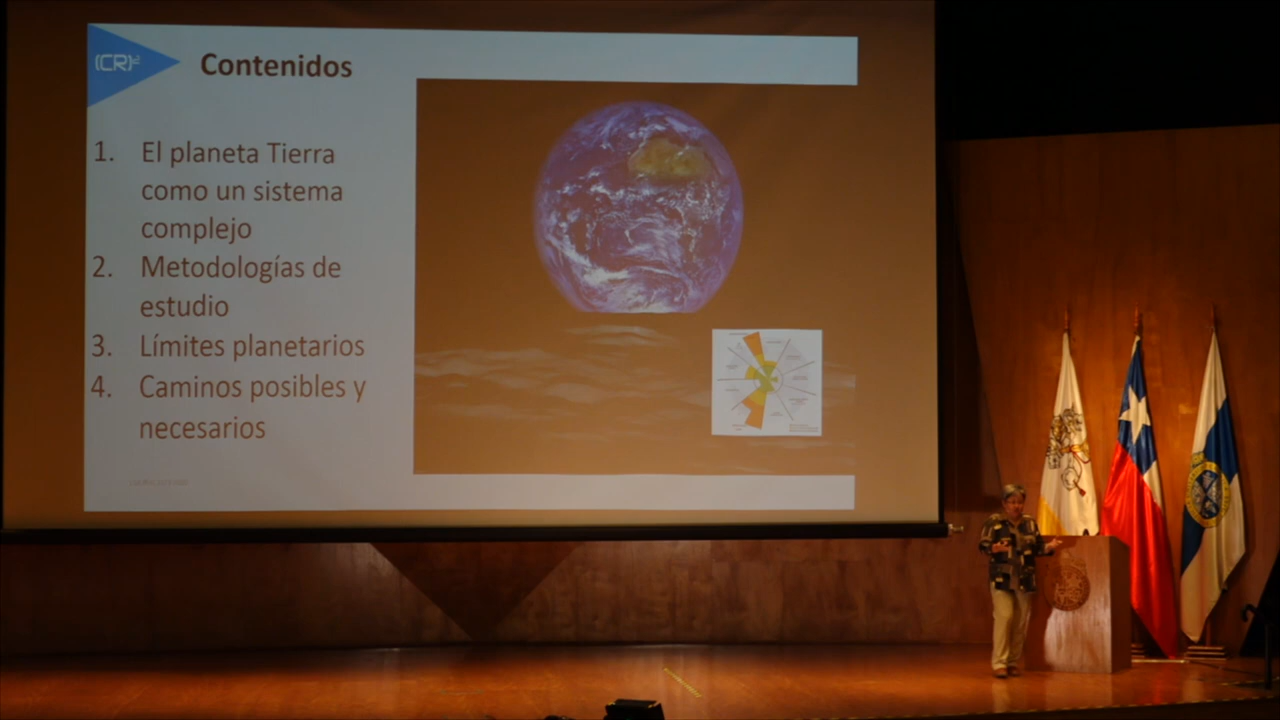 (CR)2
Contenidos
1. El planeta Tierra
como un sistema
complejo
2. Metodologías de
estudio
3. Límites planetarios
4. Caminos posibles y
necesarios